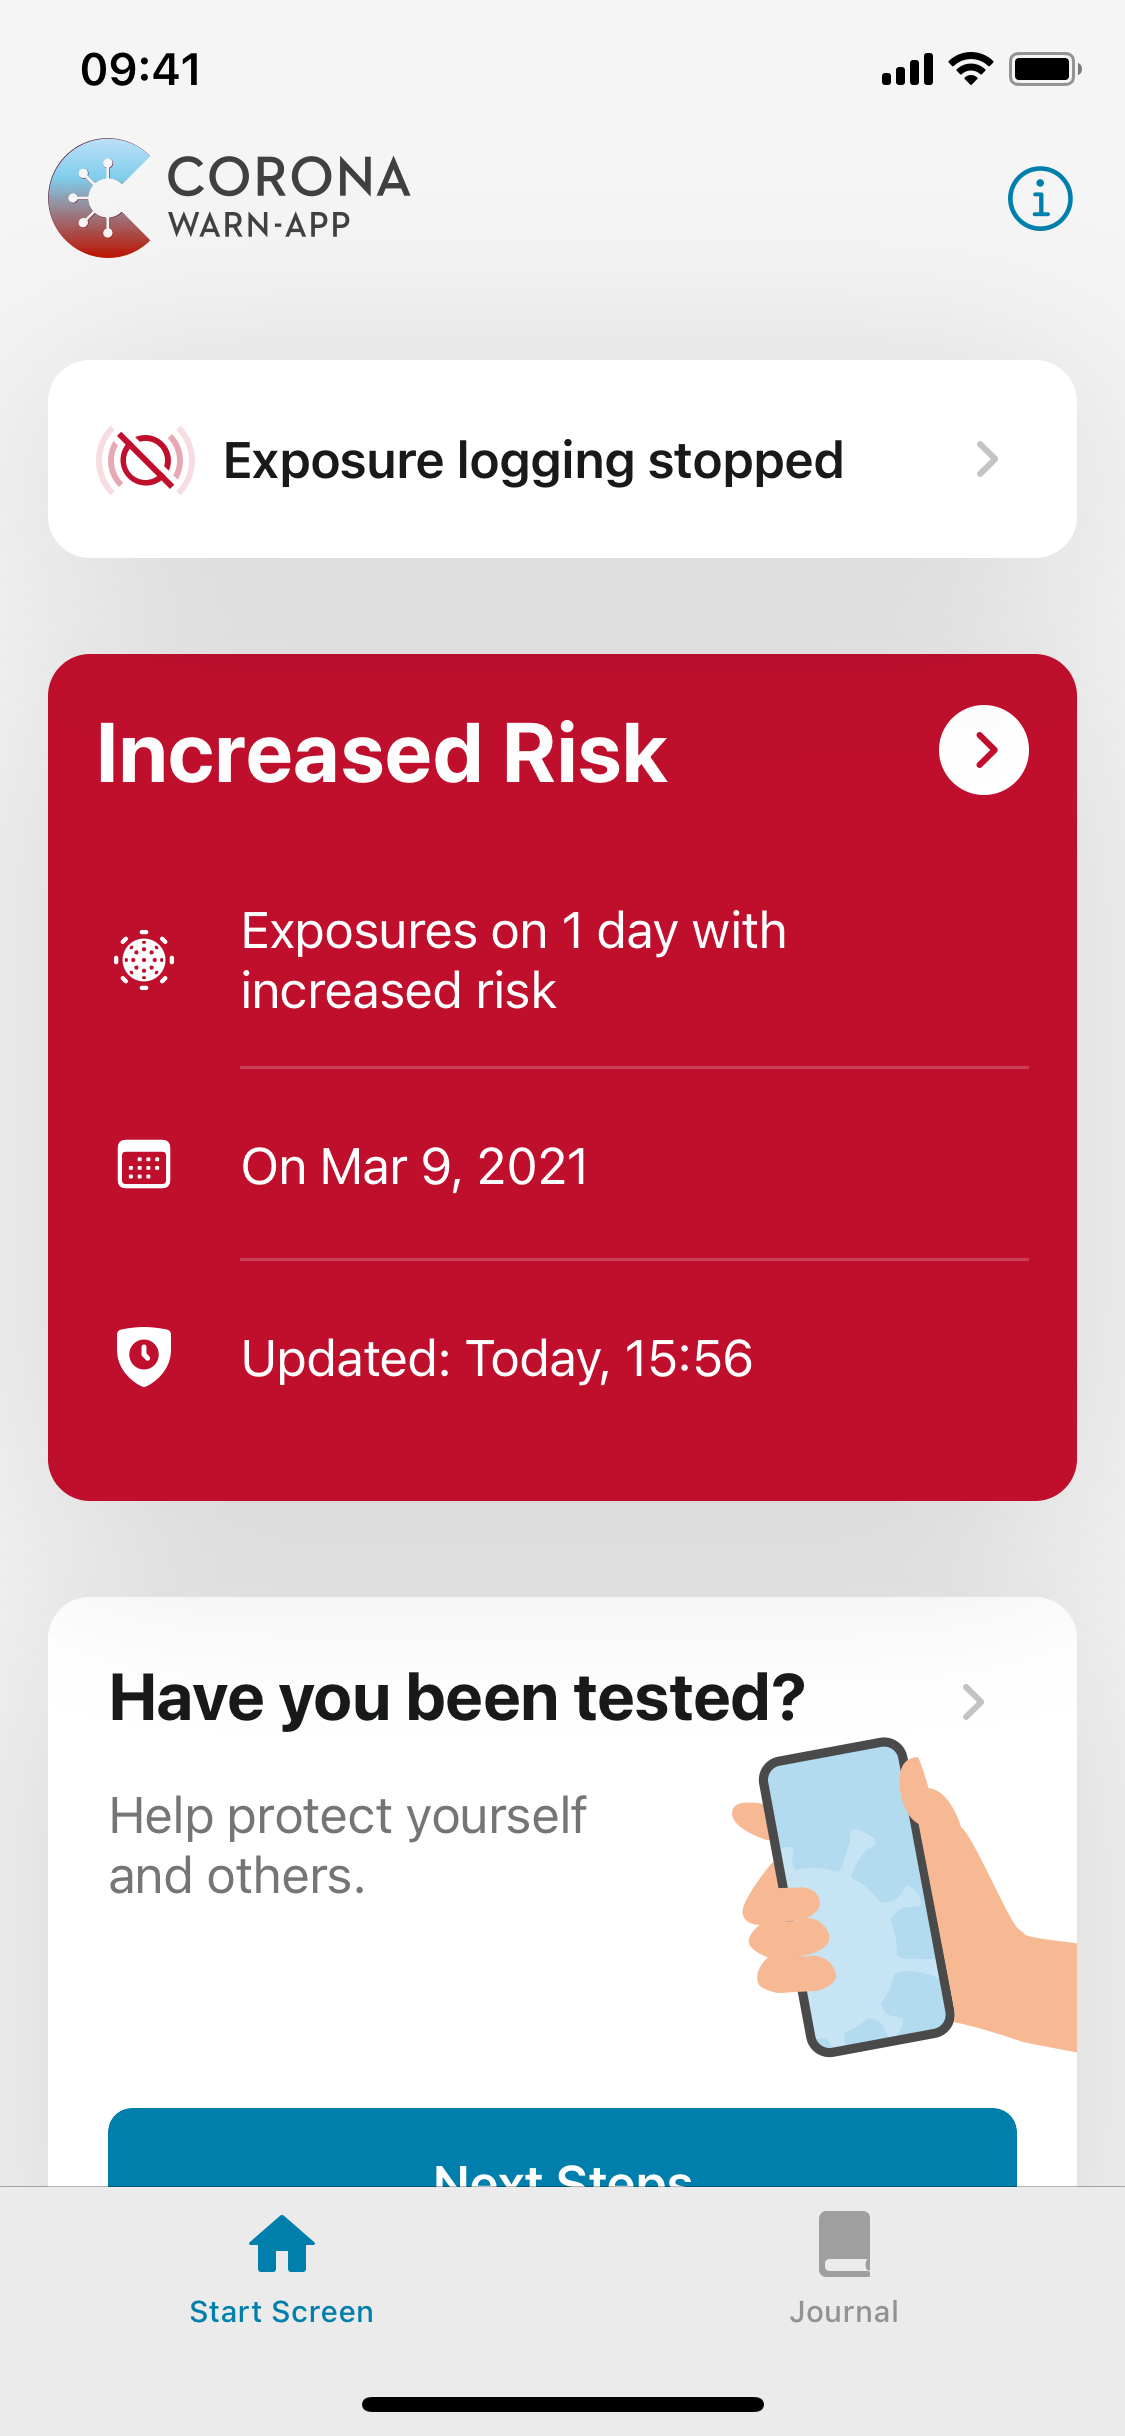 09:41
CORONA
WARN-APP
Exposure logging stopped
Increased Risk
Exposures on 1 day with
increased risk
On Mar 9, 2021
Updated: Today, 15:56
Have you been tested?
Help protect yourself
and others.
Next Steps
Start Screen
Journal